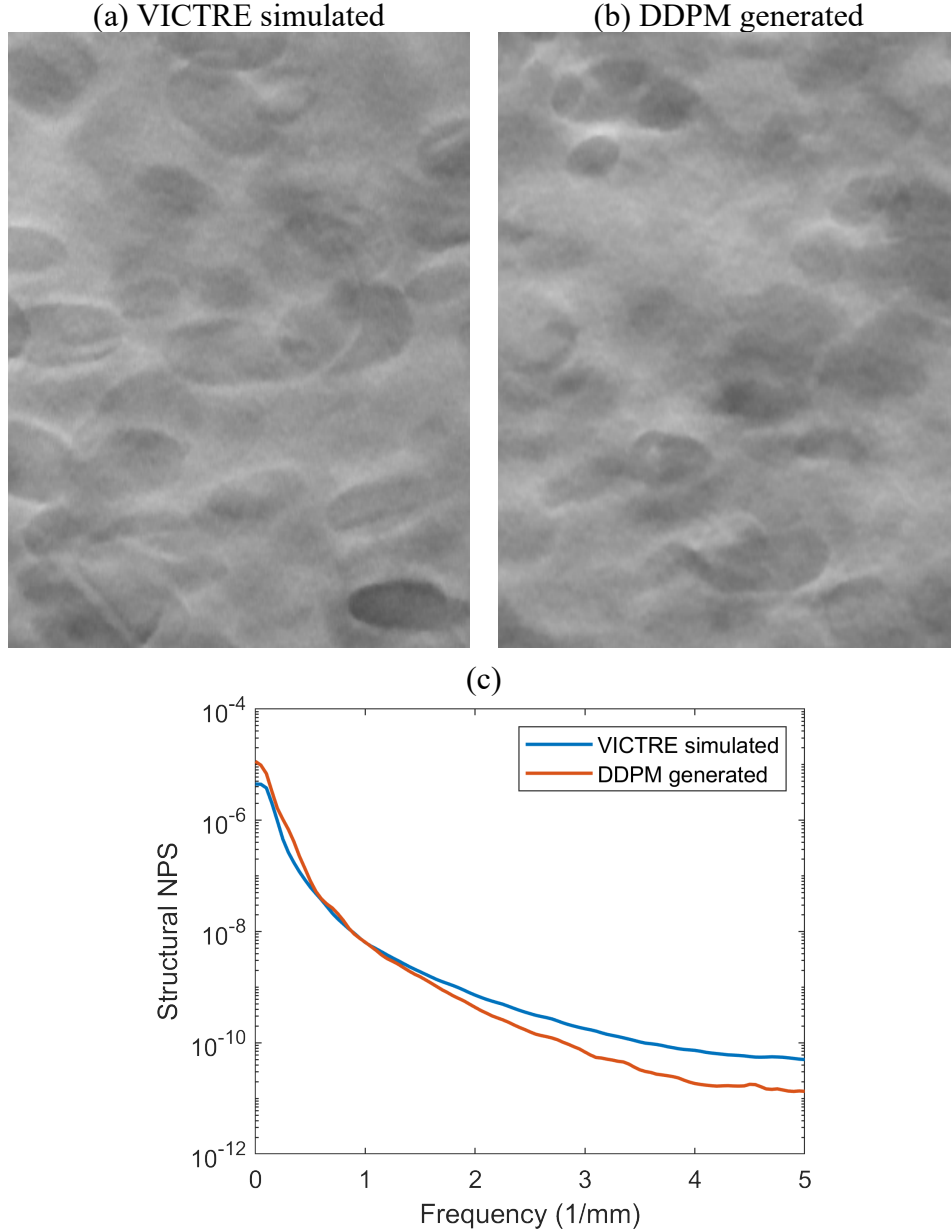 (a) VICTRE simulated
(b) DDPM generated
(c)
10-4
10-6
10-8
10-10
10-12
Structural NPS
VICTRE simulated
DDPM generated
0 1 2 3 4 5
Frequency (1/mm)